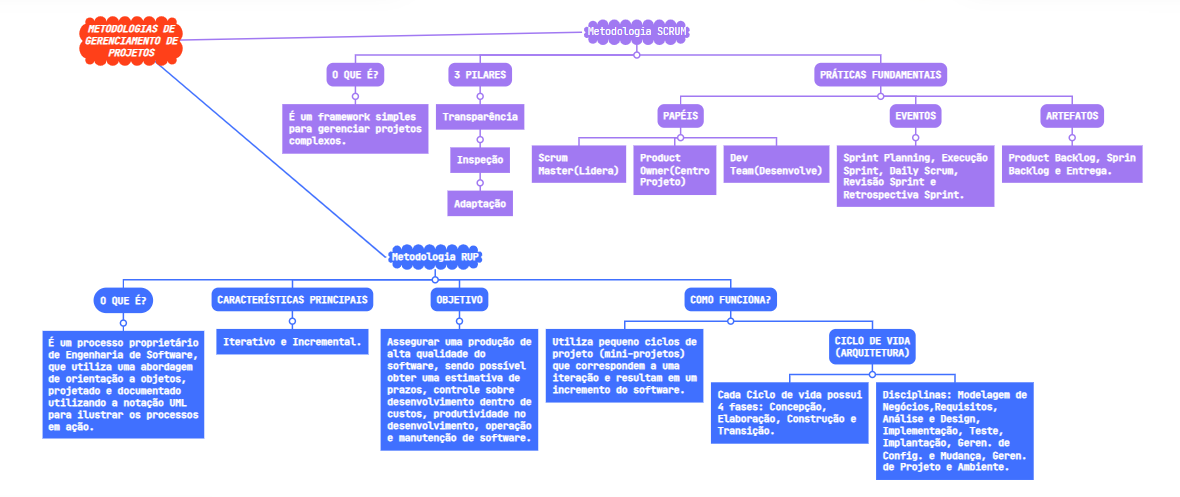 METODOLOGIAS DE
GERENCIAMENTO DE
PROJETOS
Metodologia SCRUM
O QUE É?
3 PILARES
PRÁTICAS FUNDAMENTAIS
É um framework simples
para gerenciar projetos
complexos.
Transparência
Inspeção
Adaptação
PAPÉIS
EVENTOS
ARTEFATOS
Scrum
Master(Lidera)
Product
Owner(Centro
Projeto)
Dev
Team(Desenvolve)
Sprint Planning, Execução
Sprint, Daily Scrum,
Revisão Sprint e
Retrospectiva Sprint.
Product Backlog, Sprin
Backlog e Entrega.
Metodologia RUP
O QUE É?
CARACTERÍSTICAS PRINCIPAIS
OBJETIVO
COMO FUNCIONA?
É um processo proprietário
de Engenharia de Software,
que utiliza uma abordagem
de orientação a objetos,
projetado e documentado
utilizando a notação UML
para ilustrar os processos
em ação.
Iterativo e Incremental.
Assegurar uma produção de
alta qualidade do
software, sendo possível
obter uma estimativa de
prazos, controle sobre
desenvolvimento dentro de
custos, produtividade no
desenvolvimento, operação
e manutenção de software.
Utiliza pequeno ciclos de
projeto (mini-projetos)
que correspondem a uma
iteração e resultam em um
incremento do software.
CICLO DE VIDA
(ARQUITETURA)
Cada Ciclo de vida possui
4 fases: Concepção,
Elaboração, Construção e
Transição.
Disciplinas: Modelagem de
Negócios,Requisitos,
Análise e Design,
Implementação, Teste,
Implantação, Geren. de
Config. e Mudança, Geren.
de Projeto e Ambiente.